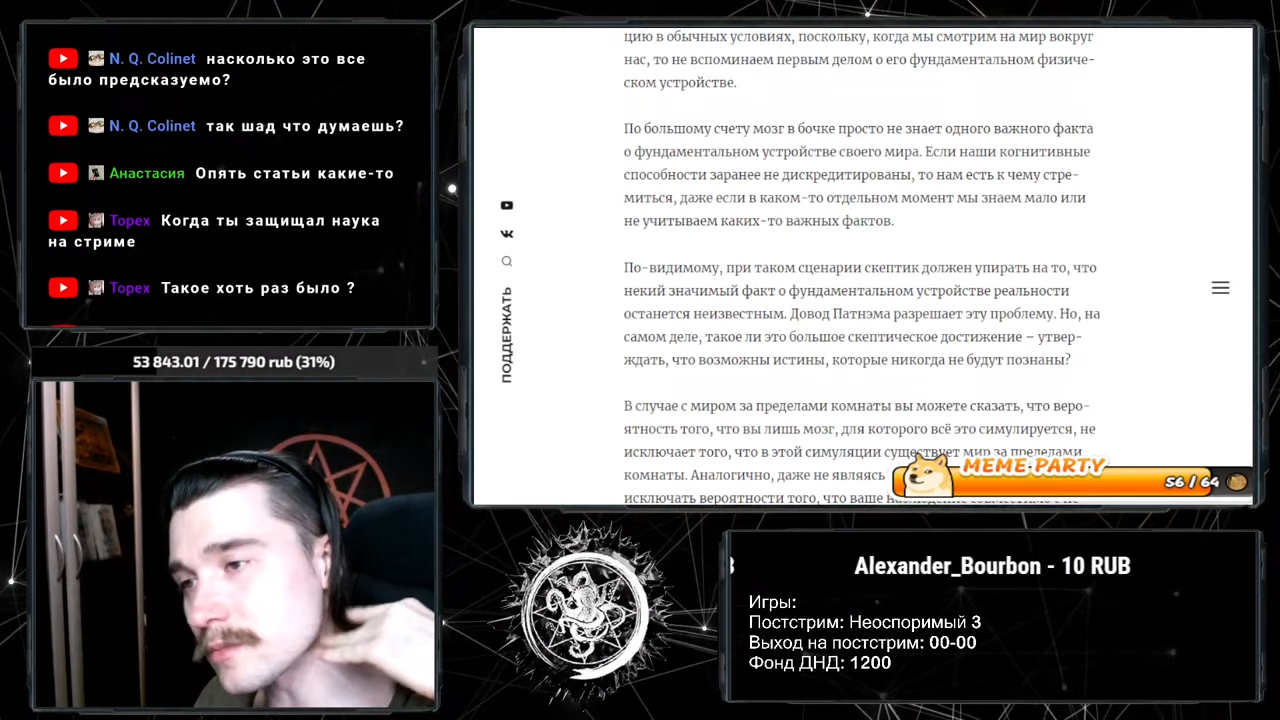 N. Q. Colinet насколько это все
было предсказуемо?
N. Q. Colinet так шад что думаешь?
Анастасия Опять статьи какие-то
Topex Когда ты защищал наука
на стриме
Topex Такое хоть раз было ?
53 843.01 / 175 790 rub (31%)
цию в обычных условиях, поскольку, когда мы смотрим на мир вокруг
нас, то не вспоминаем первым делом о его фундаментальном физиче-
ском устройстве.
По большому счету мозг в бочке просто не знает одного важного факта
о фундаментальном устройстве своего мира. Если наши когнитивные
способности заранее не дискредитированы, то нам есть к чему стре-
миться, даже если в каком-то отдельном момент мы знаем мало или
не учитываем каких-то важных фактов.
По-видимому, при таком сценарии скептик должен упирать на то, что
некий значимый факт о фундаментальном устройстве реальности
останется неизвестным. Довод Патнэма разрешает эту проблему. Но, на
самом деле, такое ли это большое скептическое достижение – утвер-
ждать, что возможны истины, которые никогда не будут познаны?
В случае с миром за пределами комнаты вы можете сказать, что веро-
ятность того, что вы лишь мозг, для которого всё это симулируется, не
исключает того, что в этой симуляции существует мир за пределами
комнаты. Аналогично, даже не являясь
исключать вероятности того, что ваше
ПОДДЕРЖАТЬ
MEME PARTY
56 / 64
Alexander_Bourbon - 10 RUB
Игры:
Постстрим: Неоспоримый 3
Выход на постстрим: 00-00
Фонд ДНД: 1200